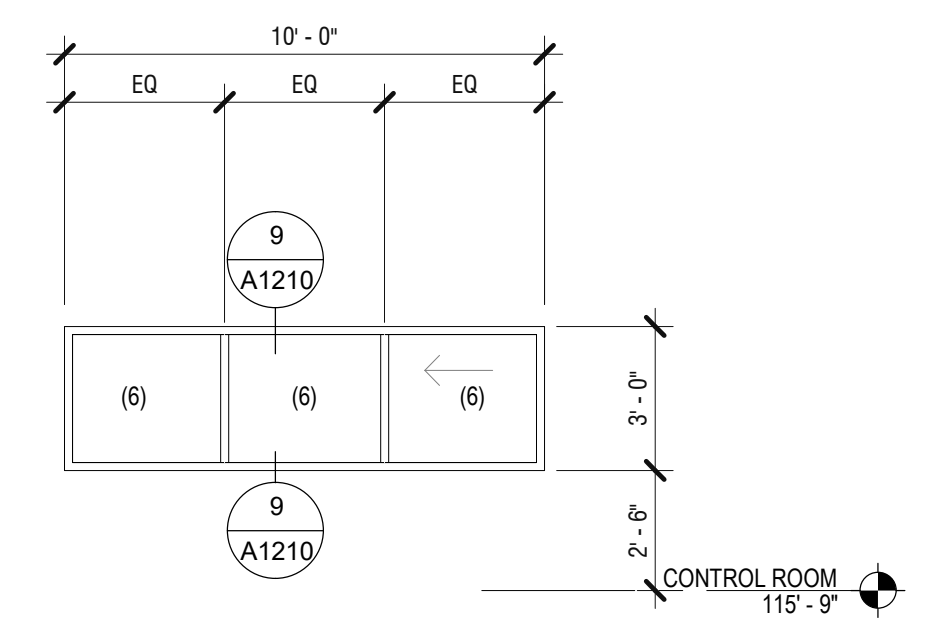 10' - 0"
EQ EQ EQ
9
A1210
(6) (6) (6)
3' - 0"
9
A1210
2' - 6"
CONTROL ROOM
115' - 9"